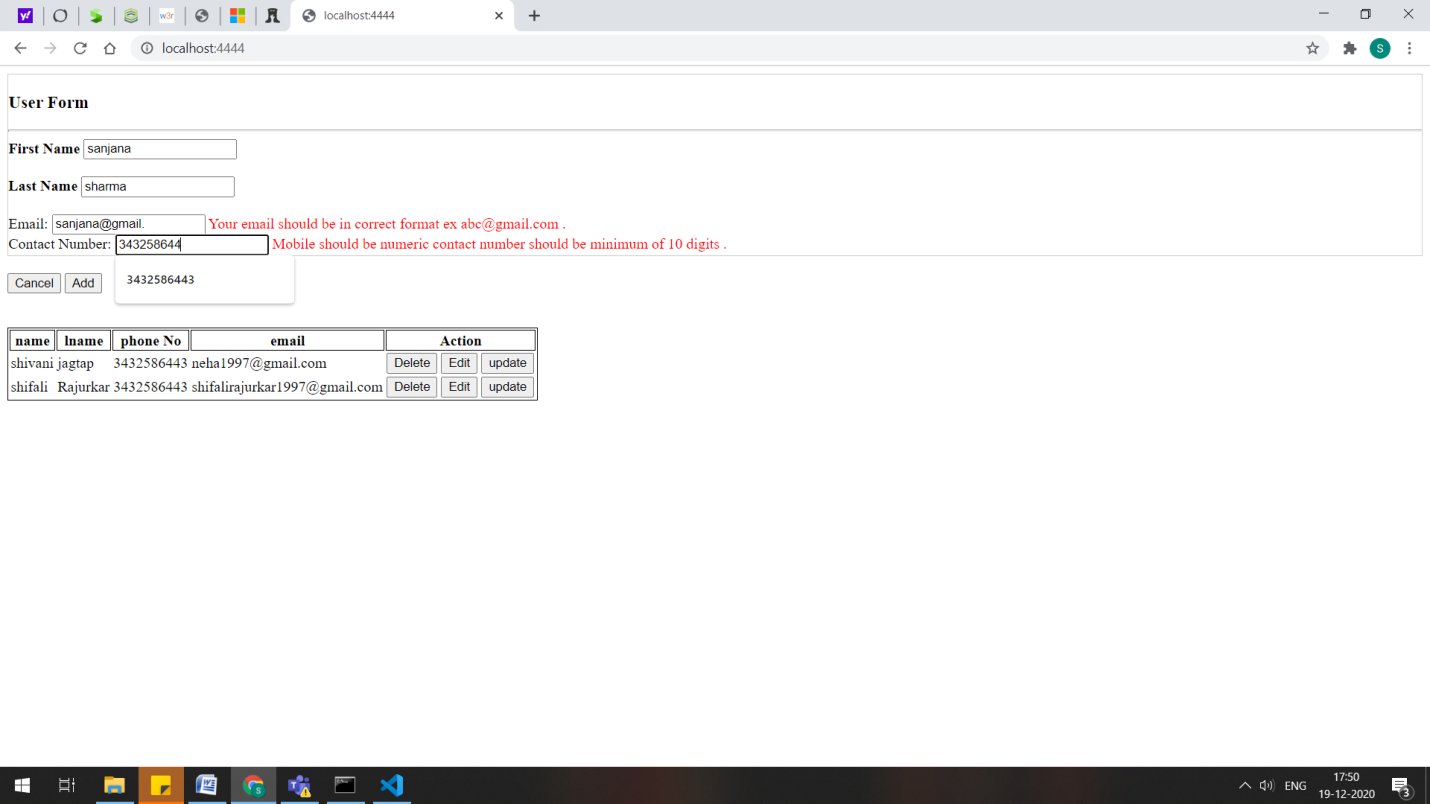 w3r
localhost:4444
localhost:4444
S
User Form
First Name sanjana
Last Name sharma
Email: sanjana@gmail. Your email should be in correct format ex abc@gmail.com .
Contact Number: 343258644 Mobile should be numeric contact number should be minimum of 10 digits .
3432586443
Cancel Add
name lname phone No email Action
shivani jagtap 3432586443 neha1997@gmail.com Delete Edit update
shifali Rajurkar 3432586443 shifalirajurkar1997@gmail.com Delete Edit update
ENG 17:50
19-12-2020
3